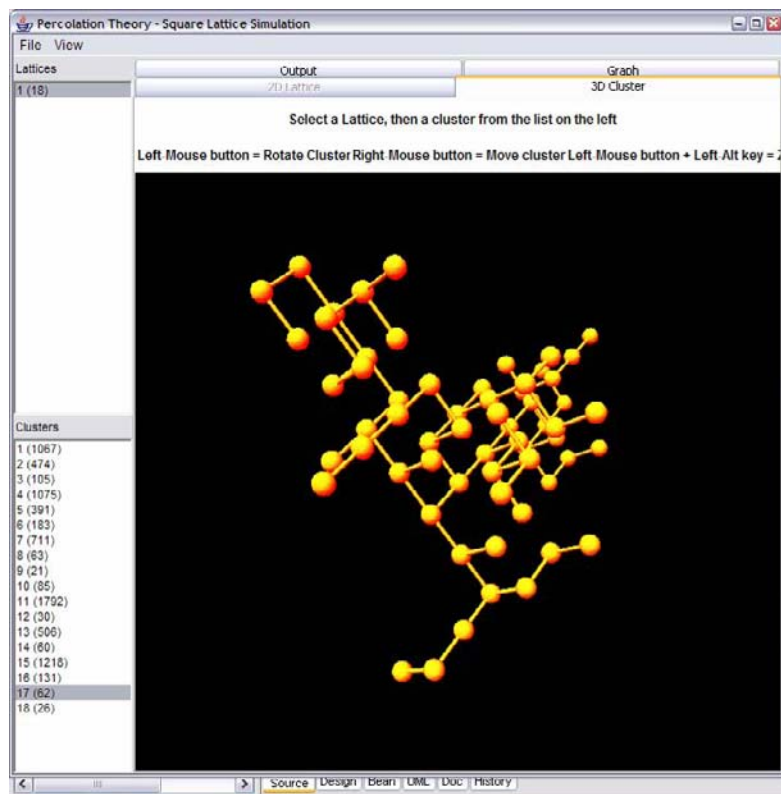 Percolation Theory - Square Lattice Simulation
File View
Lattices
1 (18)
Output
Graph
2D Lattice
3D Cluster
Select a Lattice, then a cluster from the list on the left
Left Mouse button = Rotate Cluster Right Mouse button = Move cluster Left Mouse button + Left Alt key = Z
Clusters
1 (1067)
2 (474)
3 (105)
4 (1075)
5 (391)
6 (183)
7 (711)
8 (63)
9 (21)
10 (85)
11 (1792)
12 (30)
13 (506)
14 (60)
15 (1218)
16 (131)
17 (62)
18 (26)
Source Design Bean UML Doc History